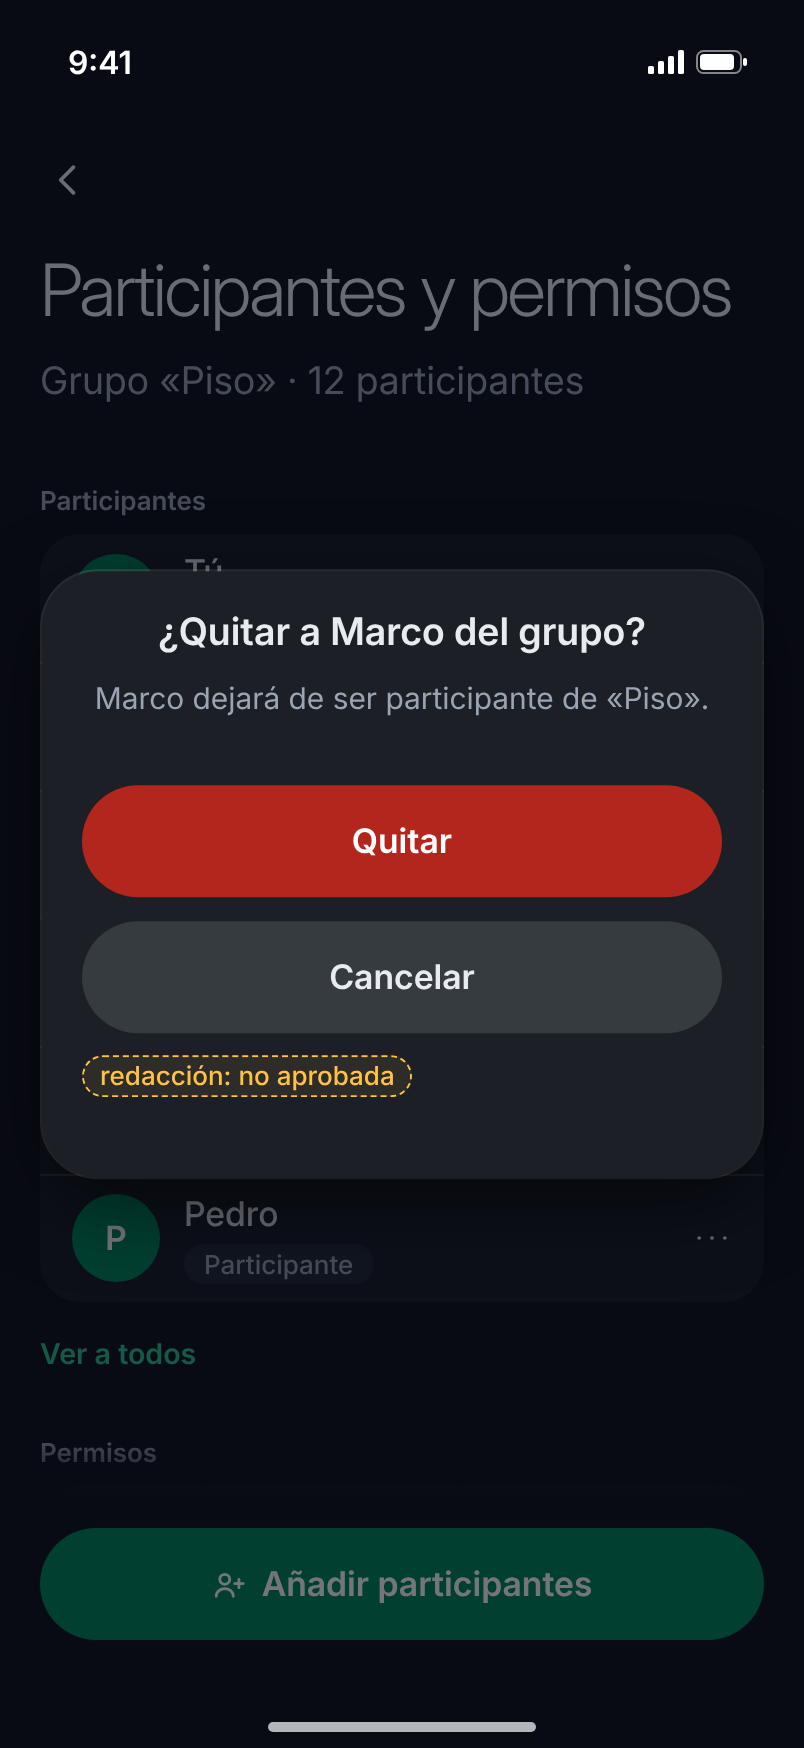 9:41
Participantes y permisos
Grupo «Piso» · 12 participantes
Participantes
Tú
¿Quitar a Marco del grupo?
Marco dejará de ser participante de «Piso».
Quitar
Cancelar
redacción: no aprobada
P
Pedro
Participante
Ver a todos
Permisos
Añadir participantes